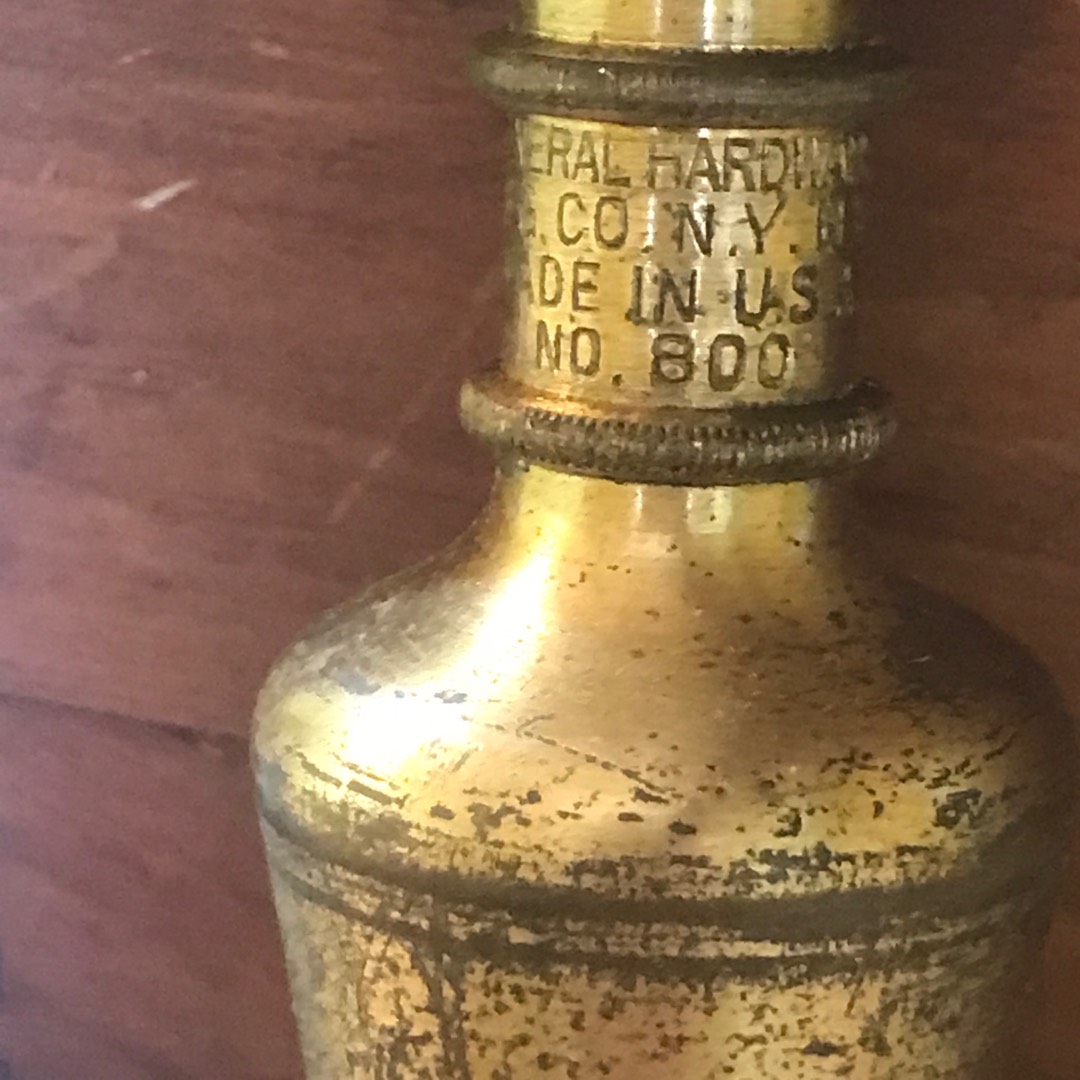 ERAL HARDWA
. CO. N.Y.
ADE IN U.S.
NO. 800